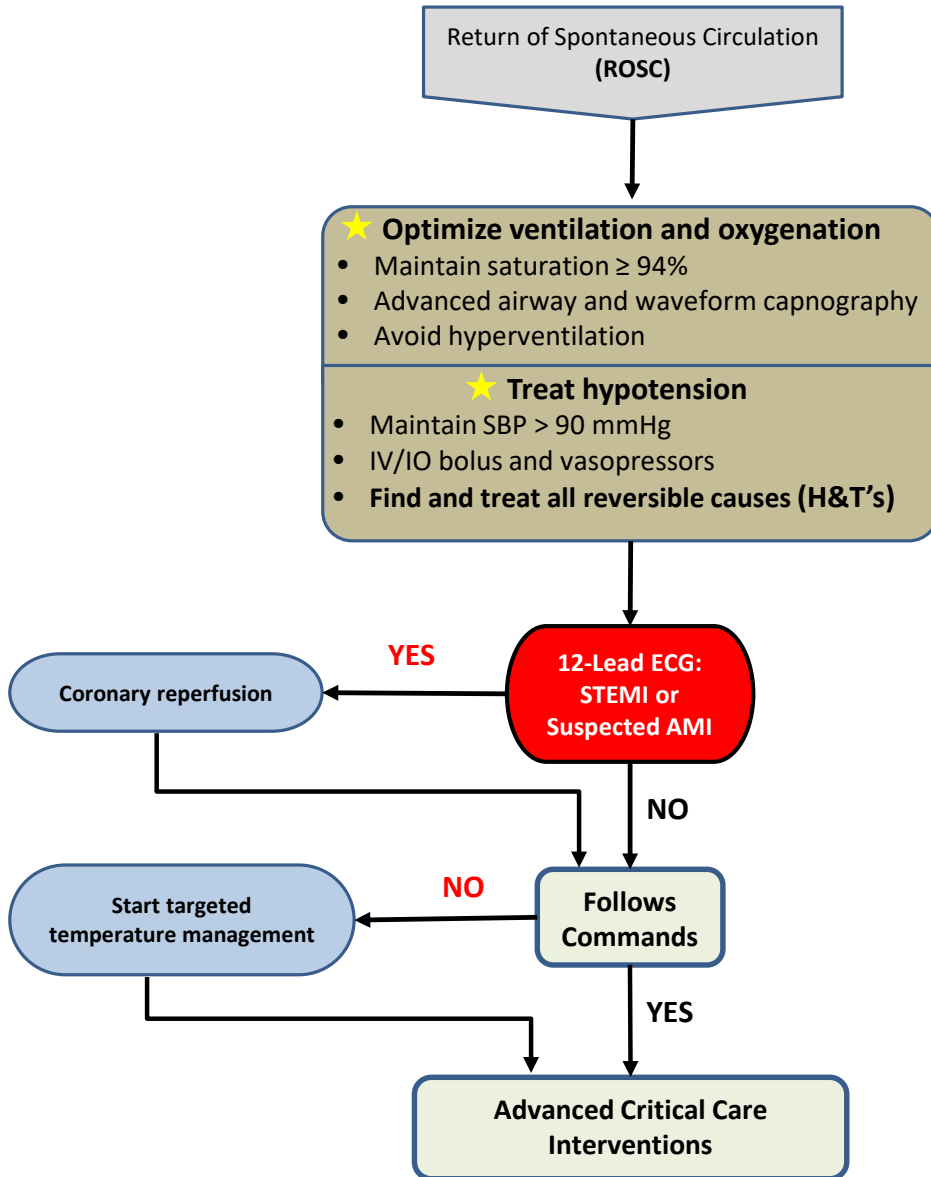 Return of Spontaneous Circulation
(ROSC)
Optimize ventilation and oxygenation
• Maintain saturation ≥ 94%
• Advanced airway and waveform capnography
• Avoid hyperventilation
Treat hypotension
• Maintain SBP > 90 mmHg
• IV/IO bolus and vasopressors
• Find and treat all reversible causes (H&T’s)
YES
12-Lead ECG:
STEMI or
Suspected AMI
Coronary reperfusion
NO
NO
Follows
Commands
Start targeted
temperature management
YES
Advanced Critical Care
Interventions